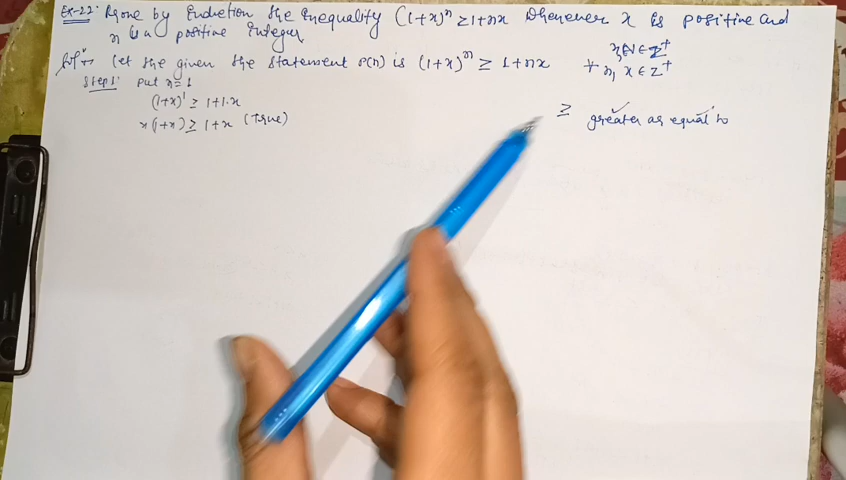 Ex-22: Prove by Induction the Inequality (1+x)ⁿ ≥ 1+nx whenever x is positive and
n is a positive Integer
Solⁿ → let the given the statement P(n) is (1+x)ⁿ ≥ 1+nx ∀ n, x ∈ Z⁺
Step 1: put n=1
(1+x)¹ ≥ 1+1.x
(1+x) ≥ 1+x (True)
≥ greater as equal to